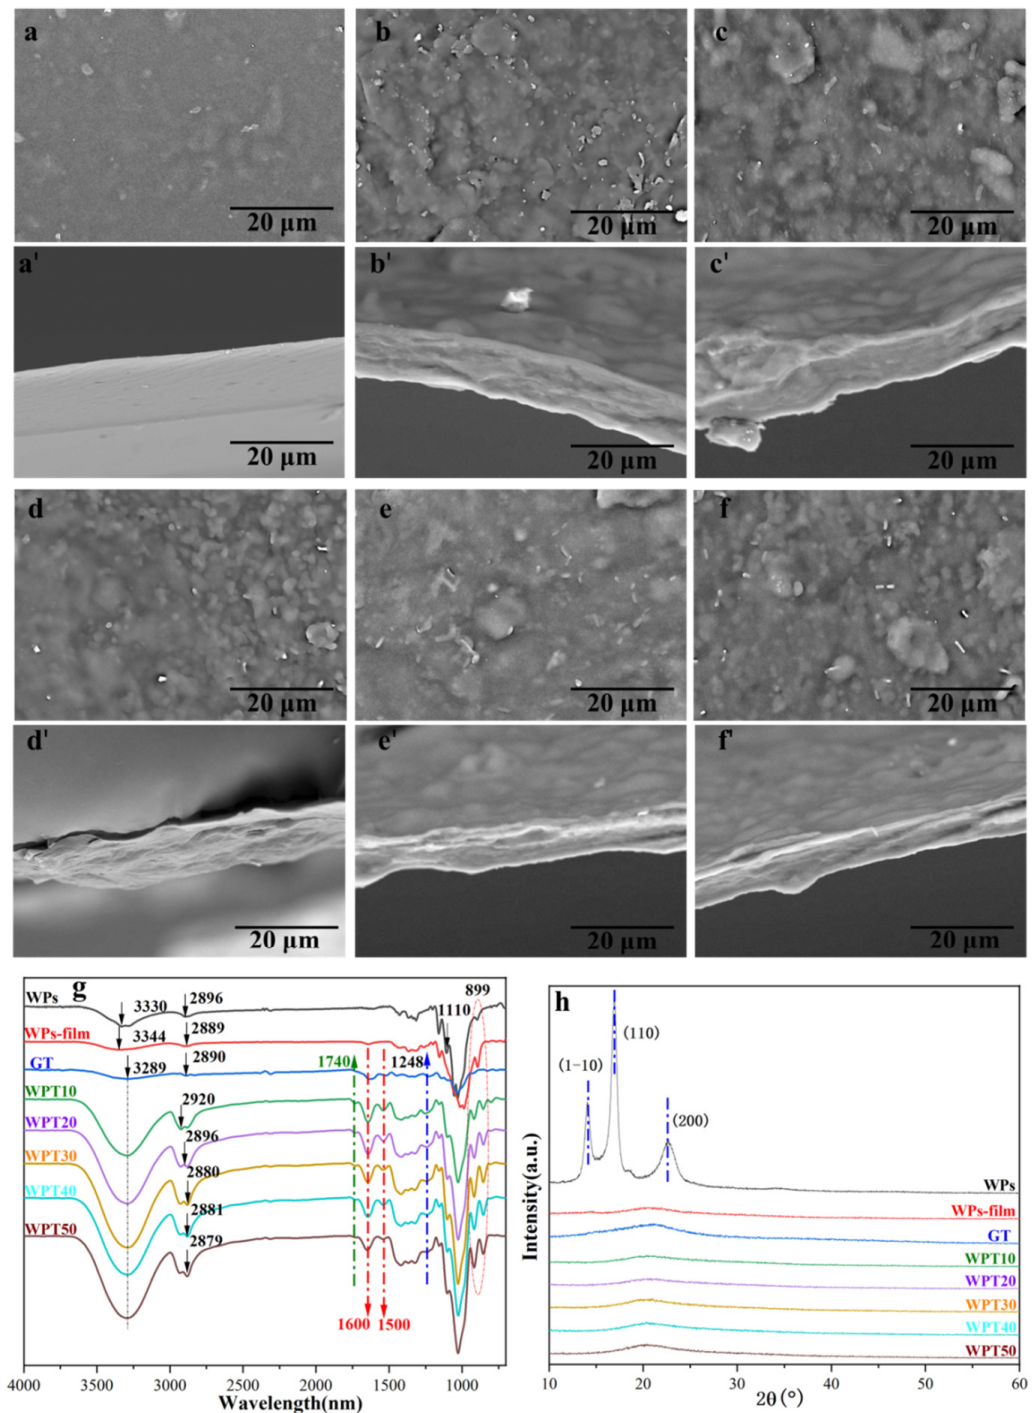 a
b
c
20 μm
20 μm
20 μm
a'
b'
c'
20 μm
20 μm
20 μm
d
e
f
20 μm
20 μm
20 μm
d'
e'
f'
20 μm
20 μm
20 μm
g
WPs
3330
2896
1110
899
WPs-film
3344
2889
GT
3289
2890
1740
1248
WPT10
2920
WPT20
2896
WPT30
2880
WPT40
2881
WPT50
2879
1600
1500
4000 3500 3000 2500 2000 1500 1000
Wavelength(nm)
h
(110)
(1-10)
(200)
WPs
WPs-film
GT
WPT10
WPT20
WPT30
WPT40
WPT50
Intensity(a.u.)
10 20 30 40 50 60
2θ(°)